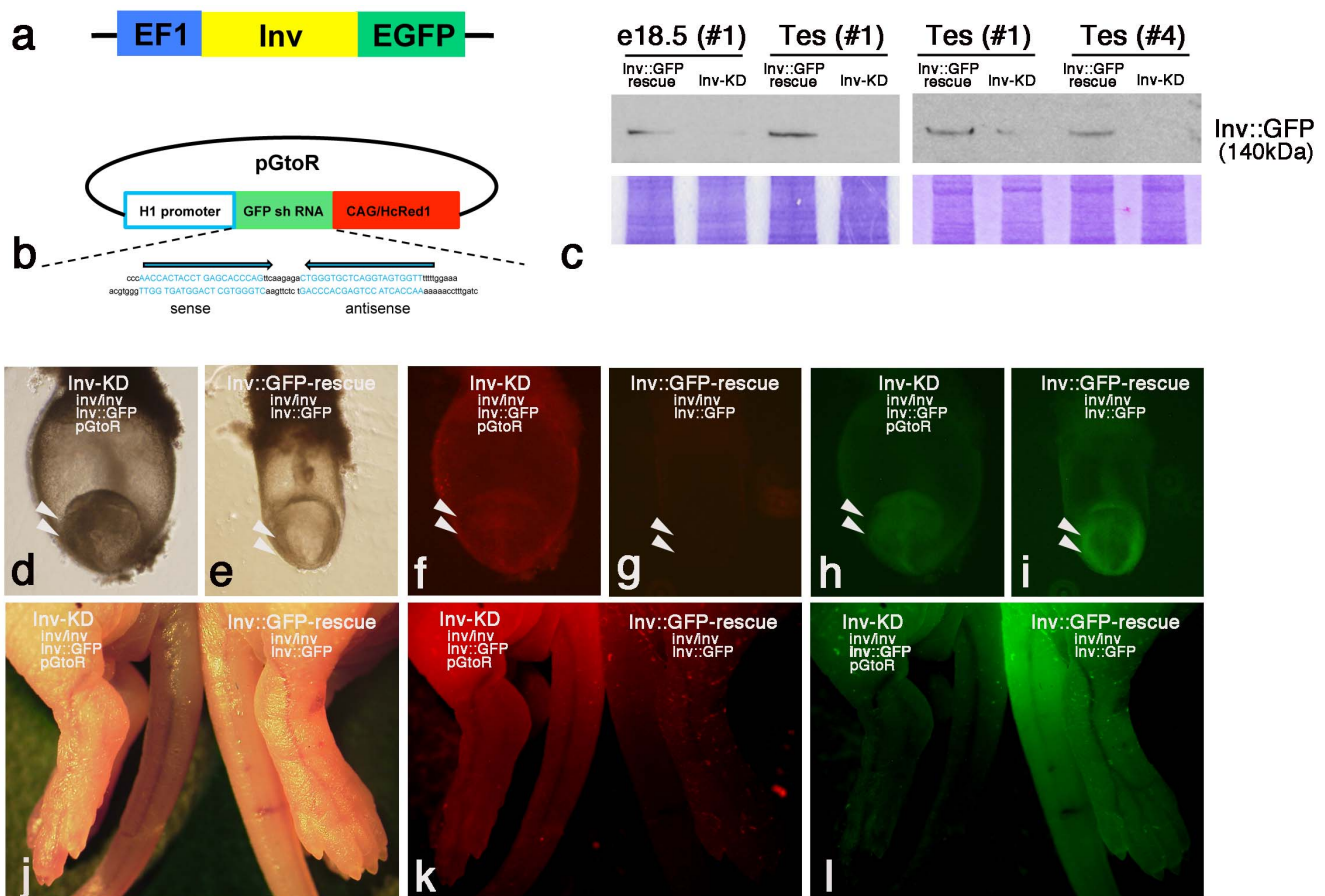 a
EF1 Inv EGFP
pGtoR
H1 promoter GFP sh RNA CAG/HcRed1
b
cccAACCACTACCT GAGCACCCAGttcaagagaCTGGGTGCTCAGGTAGTGGTTtttttggaaa
acgtgggTTGG TGATGGACT CGTGGGTCaagttctc tGACCCACGAGTCC ATCACCAAaaaaacctttgatc
sense antisense
c
e18.5 (#1) Tes (#1) Tes (#1) Tes (#4)
Inv::GFP rescue Inv-KD Inv::GFP rescue Inv-KD Inv::GFP rescue Inv-KD Inv::GFP rescue Inv-KD
Inv::GFP
(140kDa)
Inv-KD
inv/inv
Inv::GFP
pGtoR
d
Inv::GFP-rescue
inv/inv
Inv::GFP
e
Inv-KD
inv/inv
Inv::GFP
pGtoR
f
Inv::GFP-rescue
inv/inv
Inv::GFP
g
Inv-KD
inv/inv
Inv::GFP
pGtoR
h
Inv::GFP-rescue
inv/inv
Inv::GFP
i
Inv-KD
inv/inv
Inv::GFP
pGtoR
Inv::GFP-rescue
inv/inv
Inv::GFP
j
Inv-KD
inv/inv
Inv::GFP
pGtoR
Inv::GFP-rescue
inv/inv
Inv::GFP
k
Inv-KD
inv/inv
Inv::GFP
pGtoR
Inv::GFP-rescue
inv/inv
Inv::GFP
l